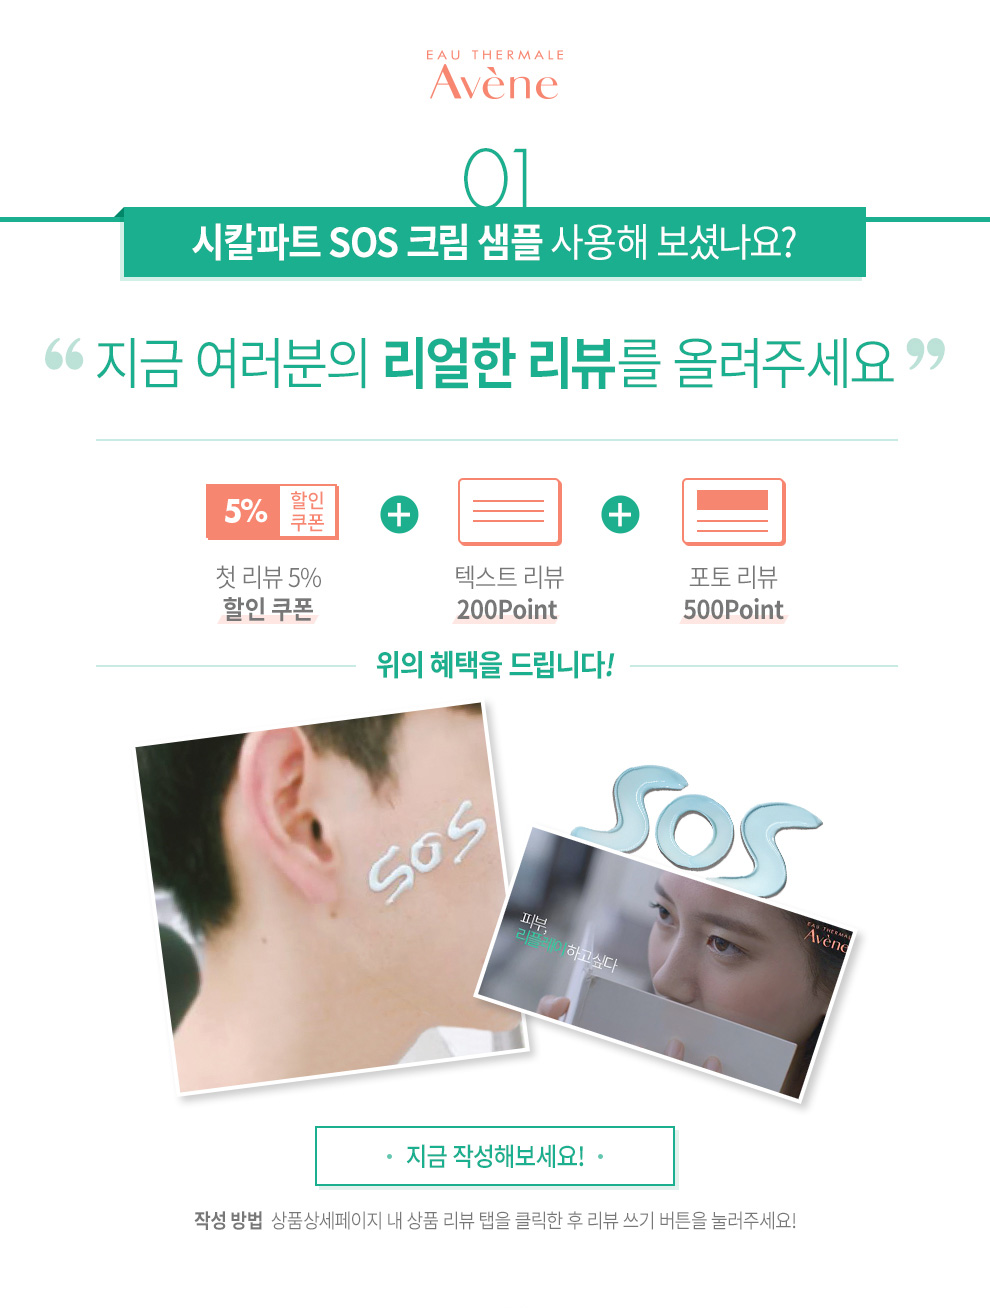 EAU THERMALE
Avène
01
시칼파트 SOS 크림 샘플 사용해 보셨나요?
“지금 여러분의 리얼한 리뷰를 올려주세요”
5% 할인
쿠폰
첫 리뷰 5%
할인 쿠폰
텍스트 리뷰
200Point
포토 리뷰
500Point
위의 혜택을 드립니다!
SOS
SOS
피부,
리플레이하고싶다
EAU THERMALE
Avène
· 지금 작성해보세요! ·
작성 방법 상품상세페이지 내 상품 리뷰 탭을 클릭한 후 리뷰 쓰기 버튼을 눌러주세요!